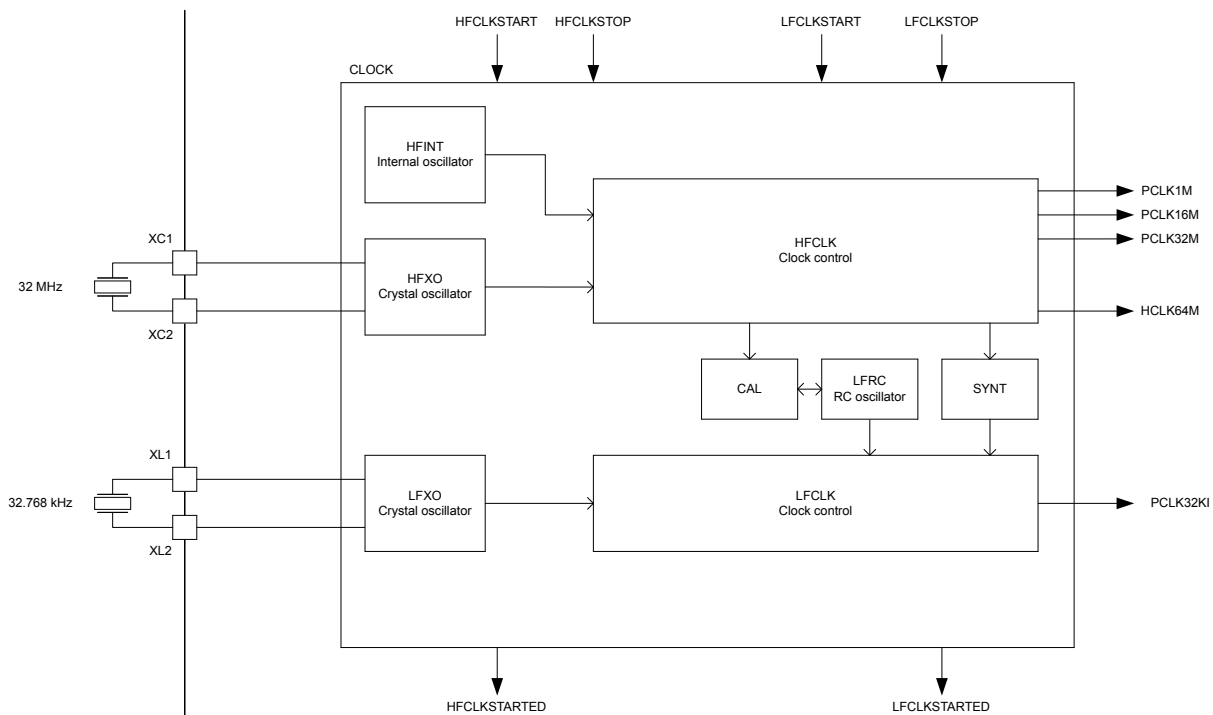 HFCLKSTART
HFCLKSTOP
LFCLKSTART
LFCLKSTOP
CLOCK
HFINT
Internal oscillator
PCLK1M
PCLK16M
PCLK32M
HFCLK
Clock control
XC1
HFXO
Crystal oscillator
32 MHz
XC2
HCLK64M
CAL
LFRC
RC oscillator
SYNT
XL1
LFXO
Crystal oscillator
LFCLK
Clock control
32.768 kHz
PCLK32KI
XL2
HFCLKSTARTED
LFCLKSTARTED